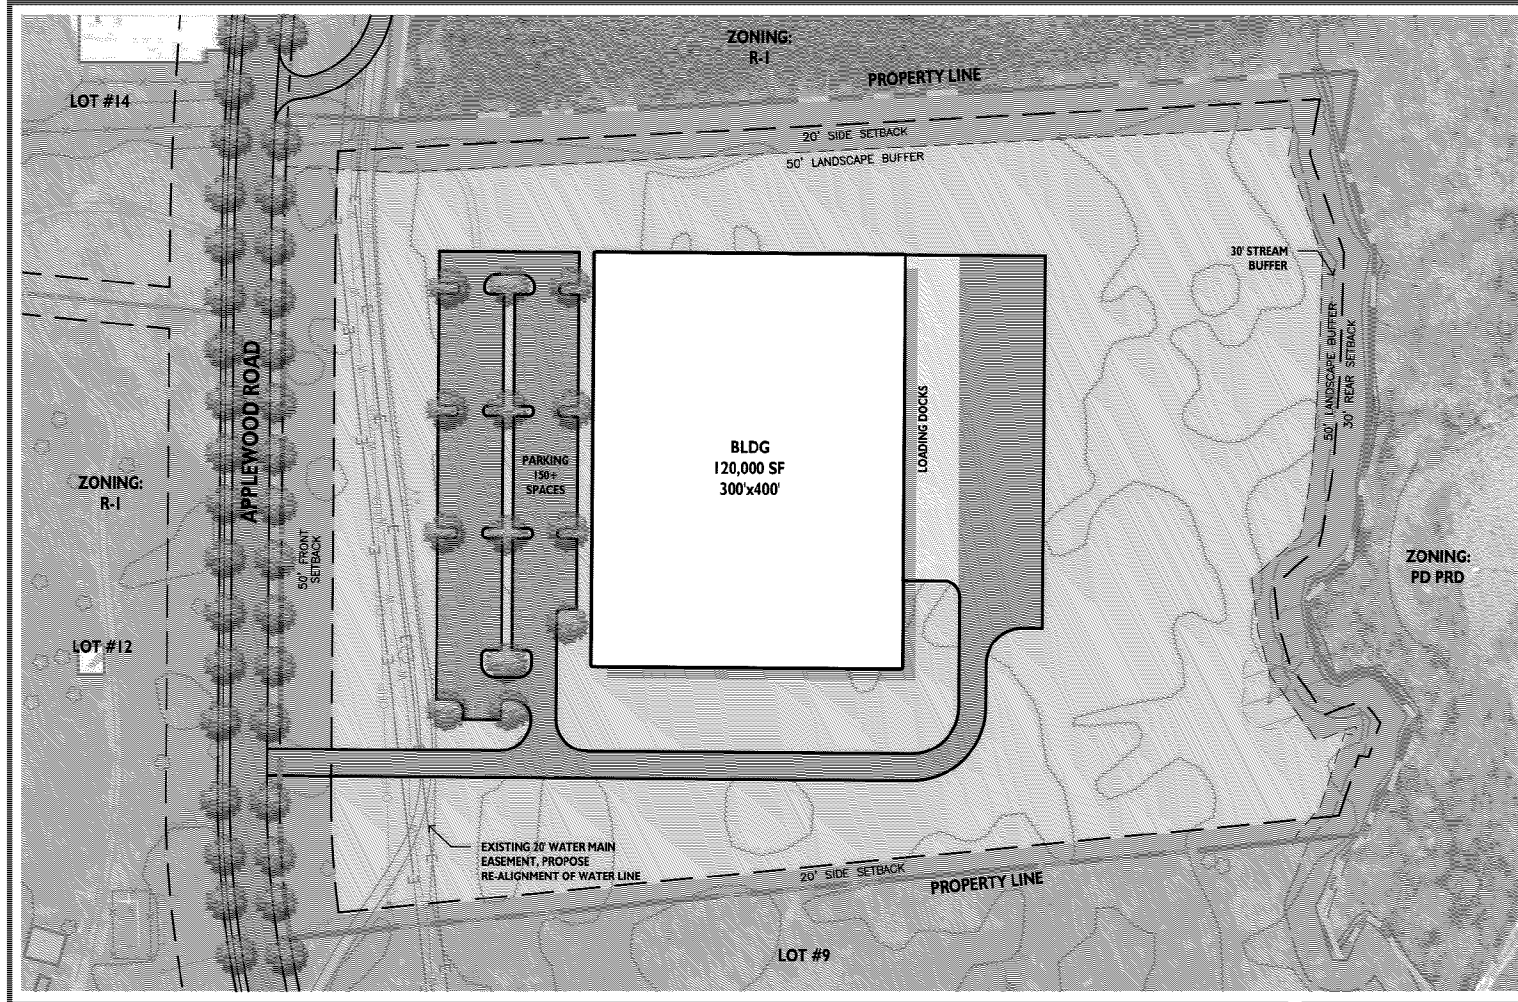 ZONING:
R-1
PROPERTY LINE
LOT #14
20' SIDE SETBACK
50' LANDSCAPE BUFFER
30' STREAM
BUFFER
50' LANDSCAPE BUFFER
30' REAR SETBACK
APPLEWOOD ROAD
LOADING DOCKS
BLDG
120,000 SF
300'x400'
PARKING
150+
SPACES
ZONING:
R-1
50' FRONT
SETBACK
ZONING:
PD PRD
LOT #12
EXISTING 20' WATER MAIN
EASEMENT, PROPOSE
RE-ALIGNMENT OF WATER LINE
20' SIDE SETBACK
PROPERTY LINE
LOT #9